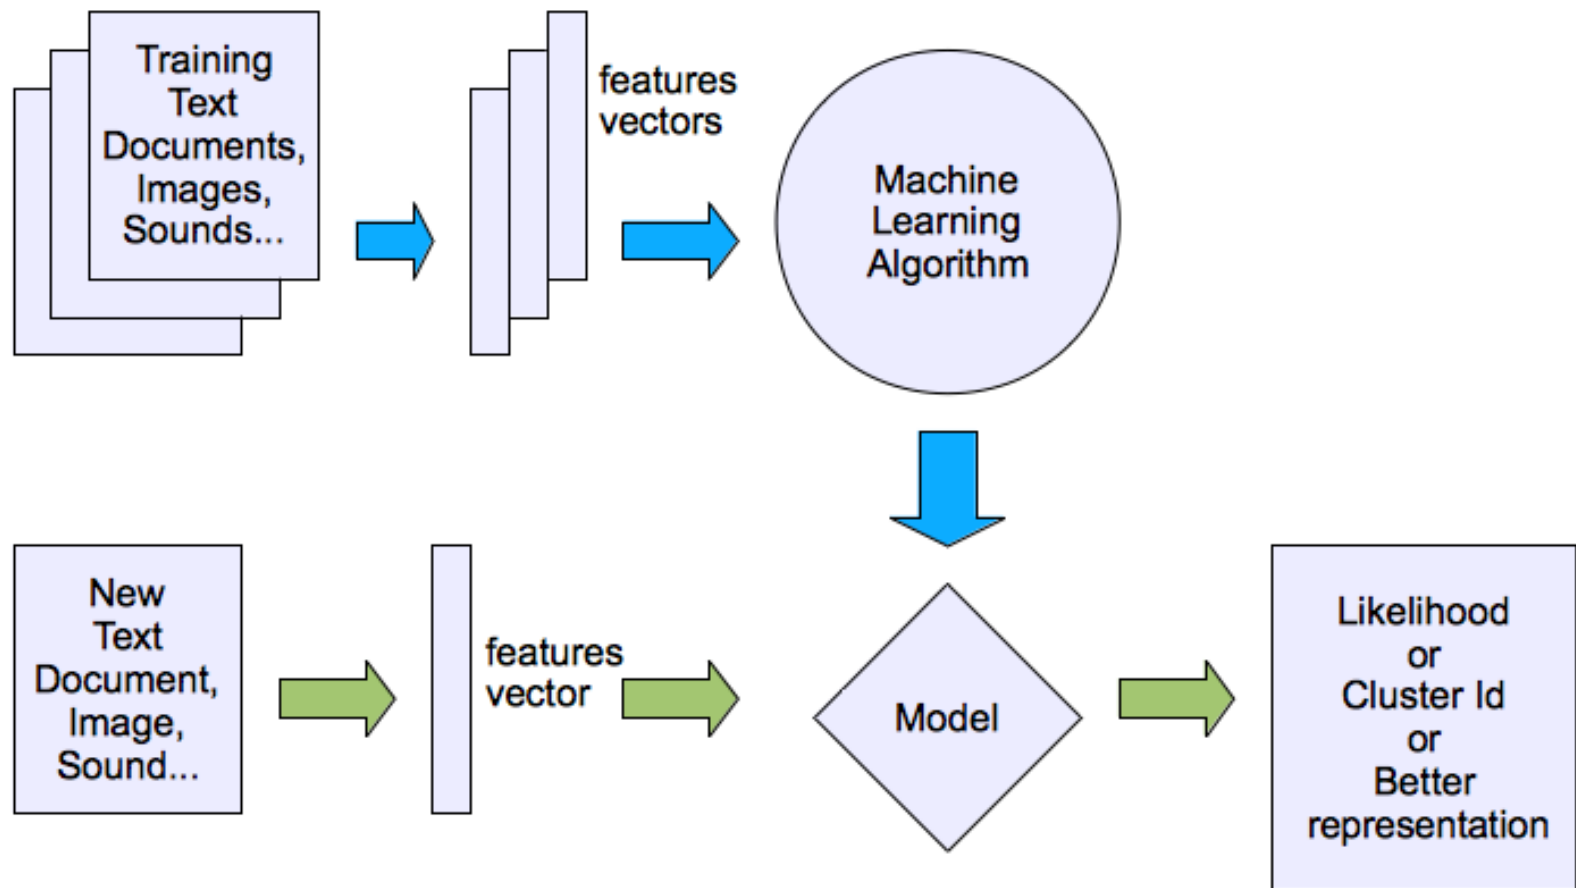 Training
Text
Documents,
Images,
Sounds...
features
vectors
Machine
Learning
Algorithm
New
Text
Document,
Image,
Sound...
features
vector
Model
Likelihood
or
Cluster Id
or
Better
representation